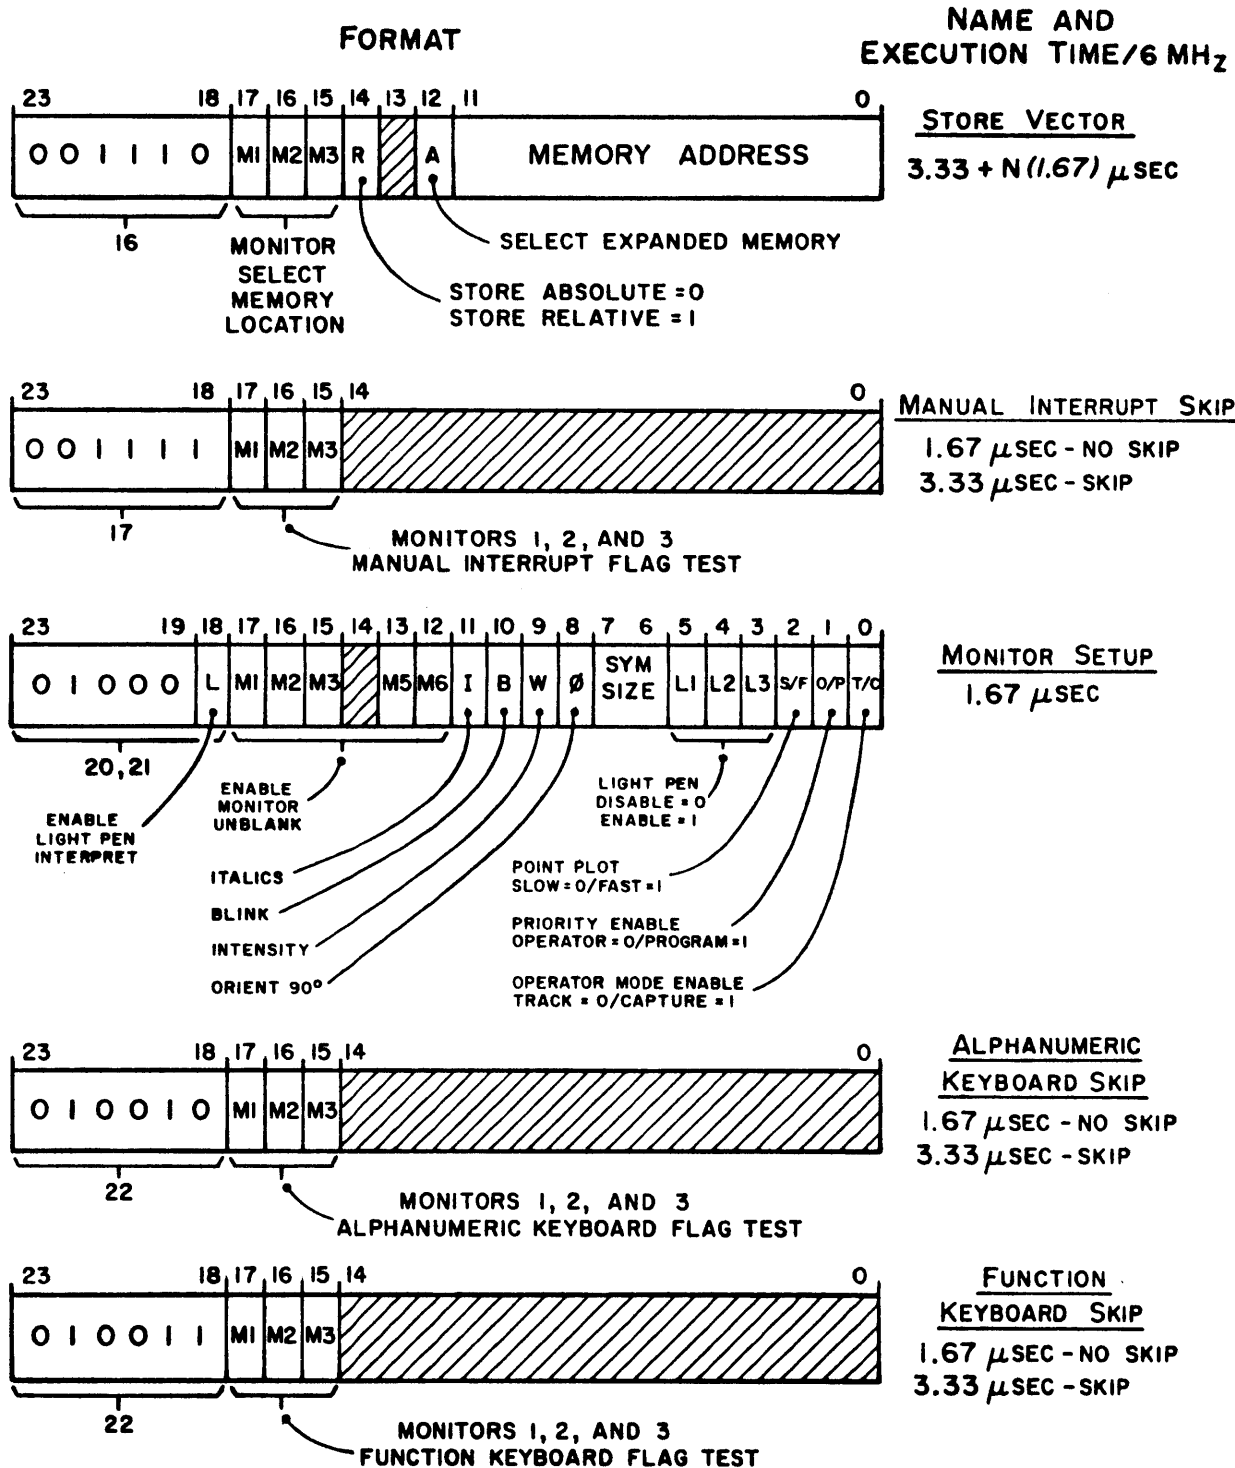 FORMAT
NAME AND
EXECUTION TIME/6 MHz
23 18 17 16 15 14 13 12 11 0
0 0 1 1 1 0 M1 M2 M3 R A MEMORY ADDRESS
STORE VECTOR
3.33 + N(1.67) μSEC
16
MONITOR
SELECT
MEMORY
LOCATION
SELECT EXPANDED MEMORY
STORE ABSOLUTE = 0
STORE RELATIVE = 1
23 18 17 16 15 14 0
0 0 1 1 1 1 M1 M2 M3
MANUAL INTERRUPT SKIP
1.67 μSEC - NO SKIP
3.33 μSEC - SKIP
17
MONITORS 1, 2, AND 3
MANUAL INTERRUPT FLAG TEST
23 19 18 17 16 15 14 13 12 11 10 9 8 7 6 5 4 3 2 1 0
0 1 0 0 0 L M1 M2 M3 M5 M6 I B W Ø SYM SIZE L1 L2 L3 S/F O/P T/C
MONITOR SETUP
1.67 μSEC
20, 21
ENABLE
LIGHT PEN
INTERPRET
ENABLE
MONITOR
UNBLANK
LIGHT PEN
DISABLE = 0
ENABLE = 1
ITALICS
BLINK
INTENSITY
ORIENT 90°
POINT PLOT
SLOW = 0/FAST = 1
PRIORITY ENABLE
OPERATOR = 0/PROGRAM = 1
OPERATOR MODE ENABLE
TRACK = 0/CAPTURE = 1
23 18 17 16 15 14 0
0 1 0 0 1 0 M1 M2 M3
ALPHANUMERIC
KEYBOARD SKIP
1.67 μSEC - NO SKIP
3.33 μSEC - SKIP
22
MONITORS 1, 2, AND 3
ALPHANUMERIC KEYBOARD FLAG TEST
23 18 17 16 15 14 0
0 1 0 0 1 1 M1 M2 M3
FUNCTION
KEYBOARD SKIP
1.67 μSEC - NO SKIP
3.33 μSEC - SKIP
22
MONITORS 1, 2, AND 3
FUNCTION KEYBOARD FLAG TEST